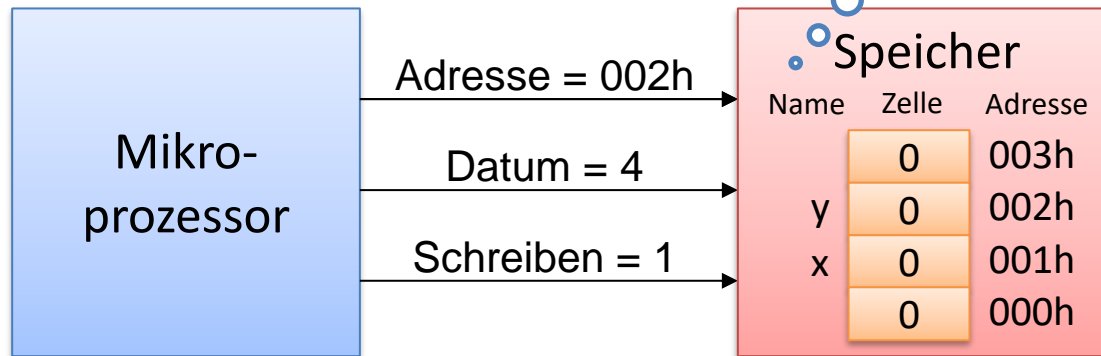 Mikro-
prozessor
Adresse = 002h
Datum = 4
Schreiben = 1
Speicher
Name Zelle Adresse
0 003h
y 0 002h
x 0 001h
0 000h